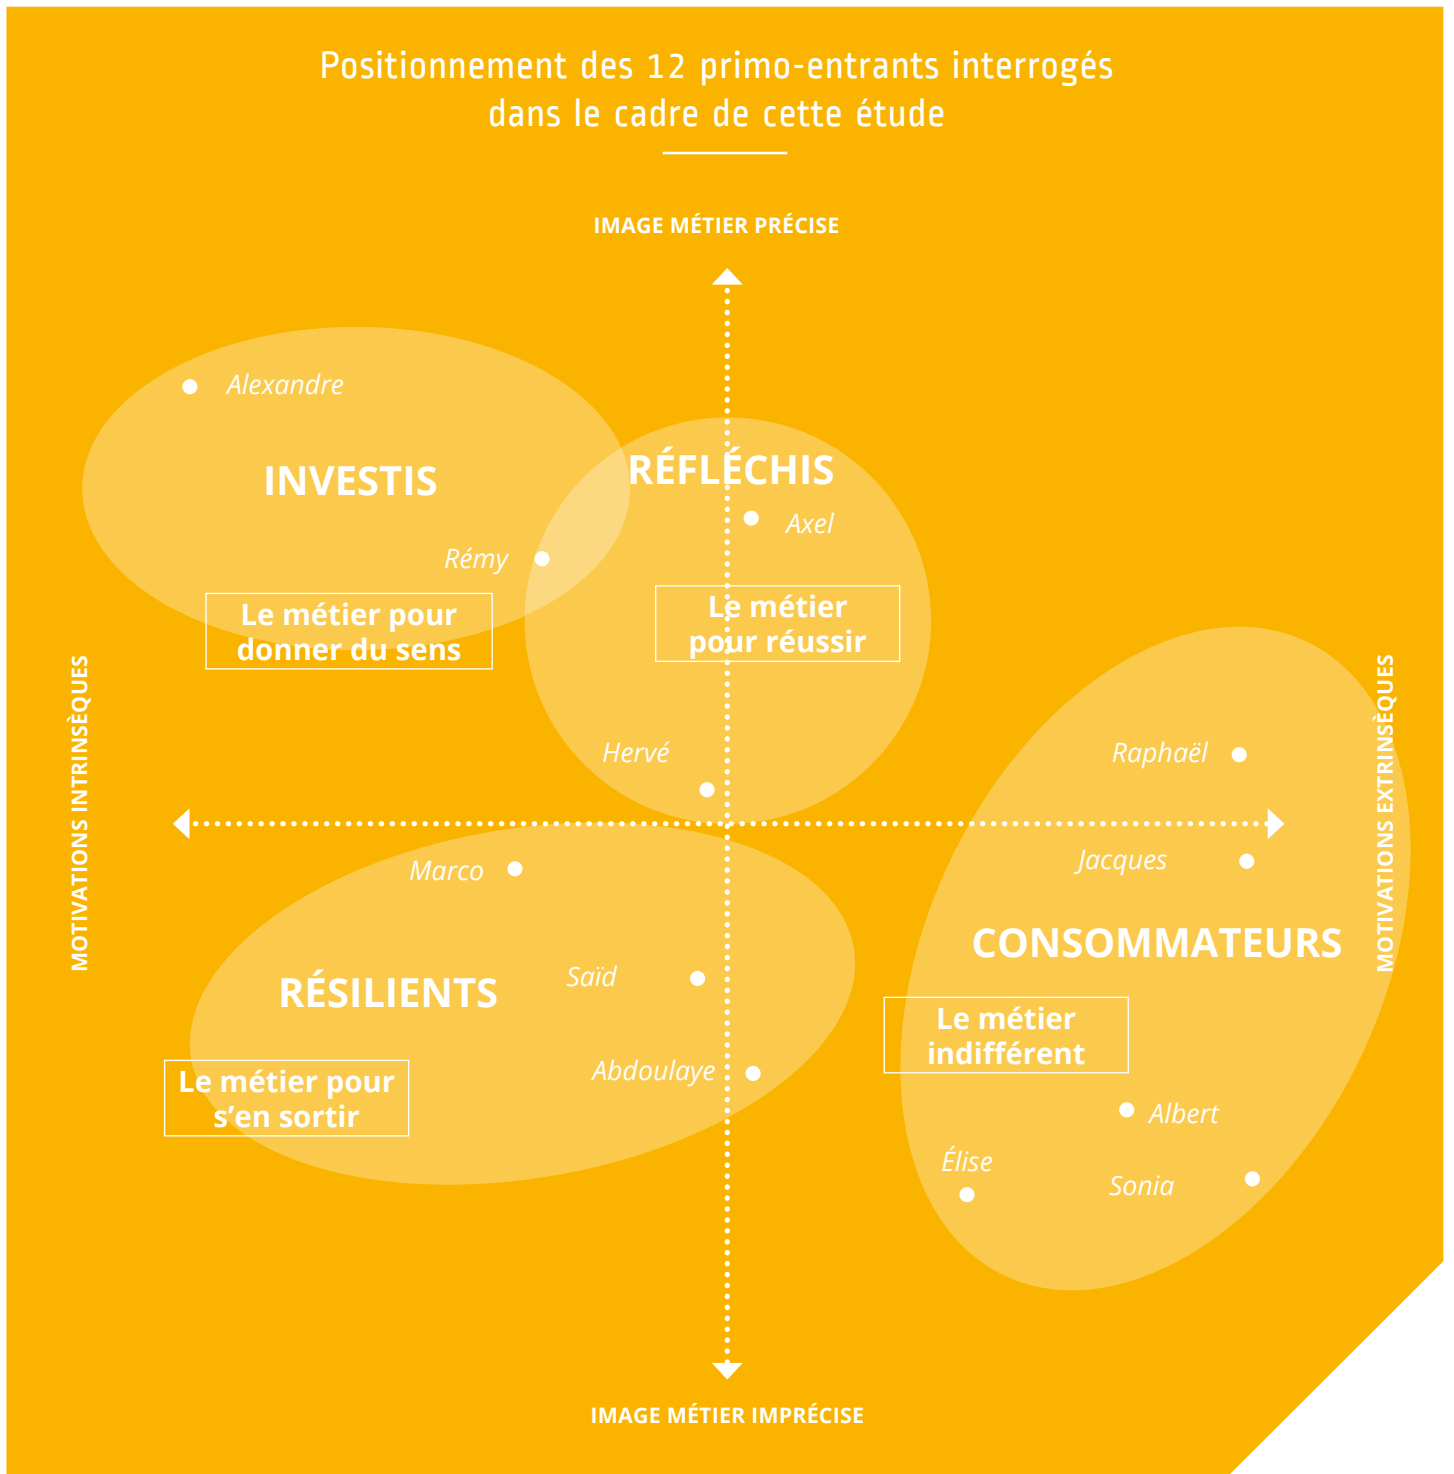 Positionnement des 12 primo-entrants interrogés
dans le cadre de cette étude
IMAGE MÉTIER PRÉCISE
Alexandre
INVESTIS
RÉFLÉCHIS
Axel
Rémy
Le métier pour
donner du sens
Le métier
pour réussir
MOTIVATIONS INTRINSÈQUES
MOTIVATIONS EXTRINSÈQUES
Hervé
Raphaël
Marco
Jacques
CONSOMMATEURS
Saïd
RÉSILIENTS
Le métier
indifférent
Abdoulaye
Le métier pour
s’en sortir
Albert
Élise
Sonia
IMAGE MÉTIER IMPRÉCISE